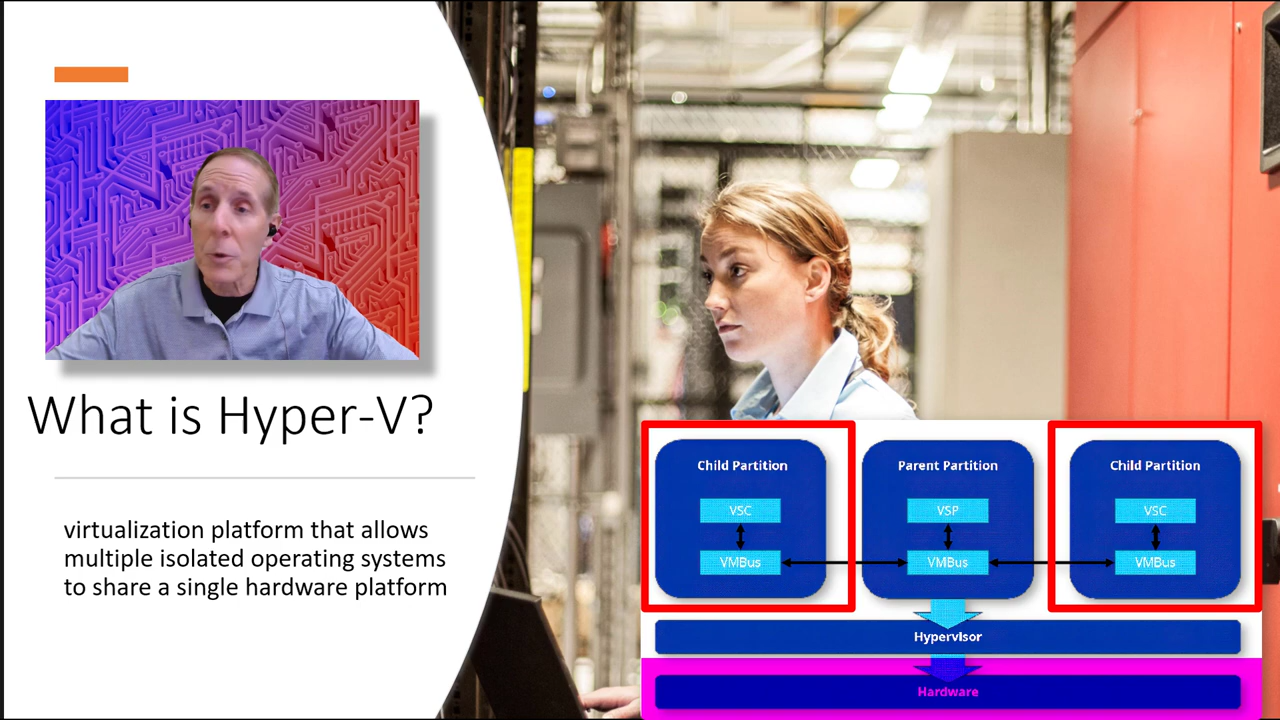 What is Hyper-V?
virtualization platform that allows
multiple isolated operating systems
to share a single hardware platform
Child Partition
VSC
VMBus
Parent Partition
VSP
VMBus
Child Partition
VSC
VMBus
Hypervisor
Hardware